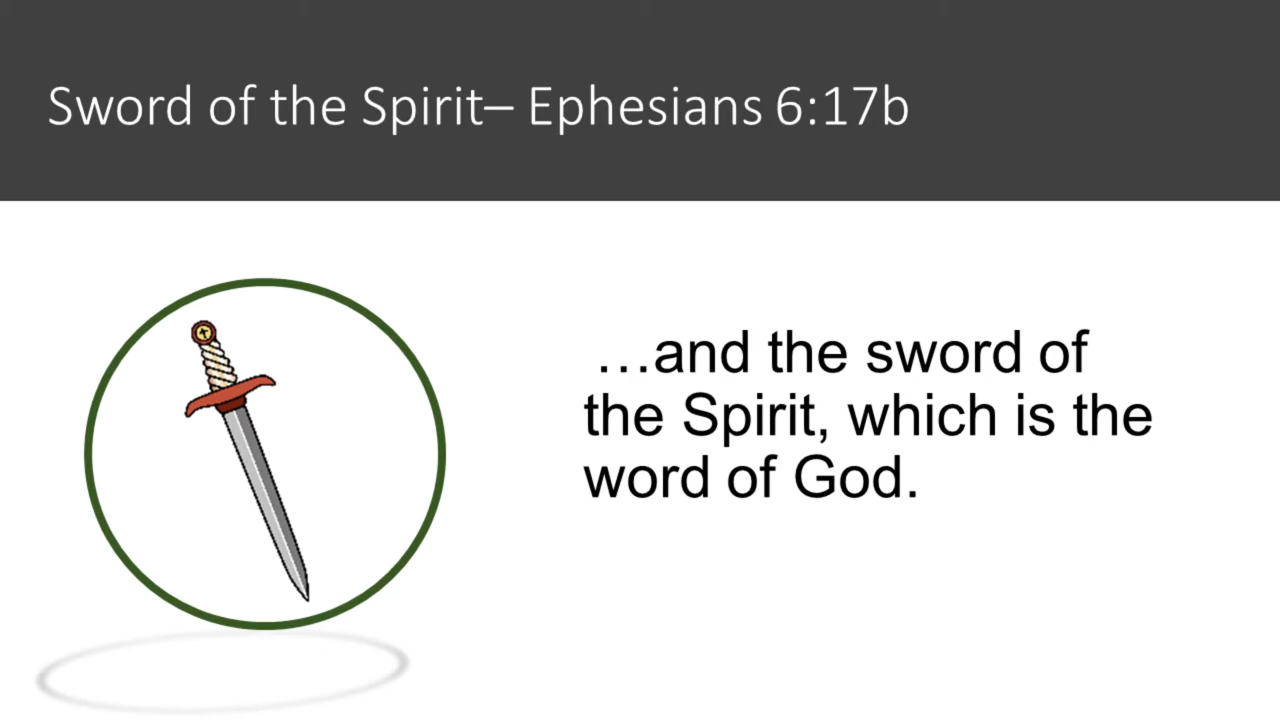 Sword of the Spirit– Ephesians 6:17b
…and the sword of
the Spirit, which is the
word of God.